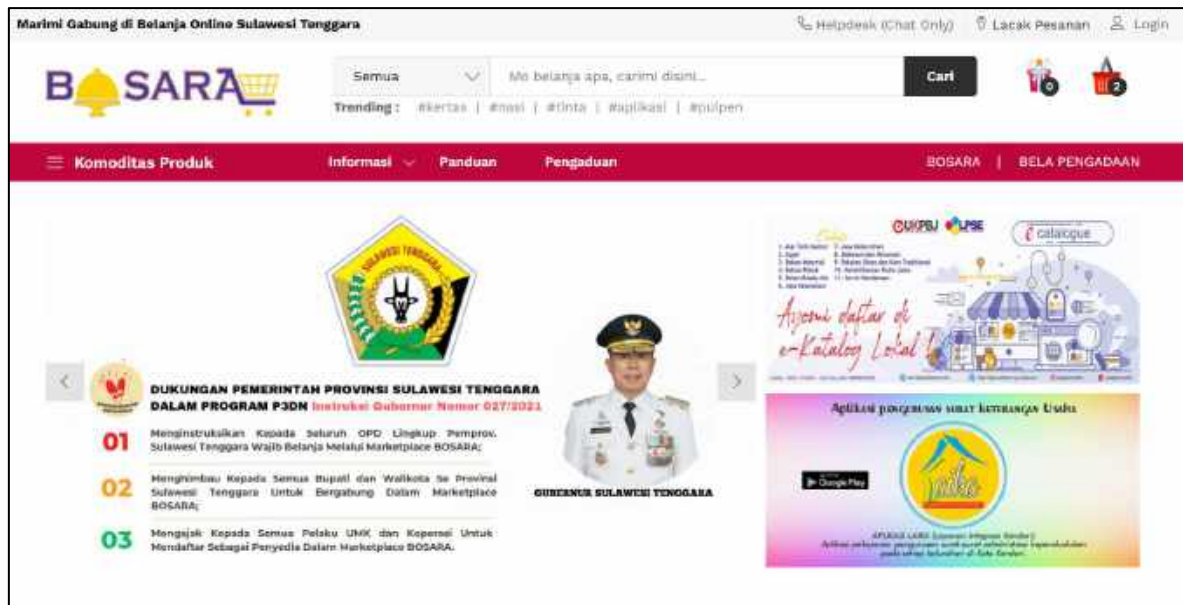 Marimi Gabung di Belanja Online Sulawesi Tenggara
Helpdesk (Chat Only) Lacak Pesanan Login
BOSARA
Semua Mo belanja apa, carimi disini... Cari
0 2
Trending : #kertas | #nasi | #tinta | #aplikasi | #pulpen
Komoditas Produk Informasi Panduan Pengaduan BOSARA | BELA PENGADAAN
SULAWESI TENGGARA
DUKUNGAN PEMERINTAH PROVINSI SULAWESI TENGGARA
DALAM PROGRAM P3DN Instruksi Gubernur Nomor 027/2021
01 Menginstruksikan Kepada Seluruh OPD Lingkup Pemprov.
Sulawesi Tenggara Wajib Belanja Melalui Marketplace BOSARA;
02 Menghimbau Kepada Semua Bupati dan Walikota Se Provinsi
Sulawesi Tenggara Untuk Bergabung Dalam Marketplace
BOSARA;
03 Mengajak Kepada Semua Pelaku UMK dan Koperasi Untuk
Mendaftar Sebagai Penyedia Dalam Marketplace BOSARA.
GUBERNUR SULAWESI TENGGARA
UKPBJ LPSE
e catalogue
Ayomi daftar di
e-Katalog Lokal !
Aplikasi pengurusan surat keterangan Usaha
Google Play